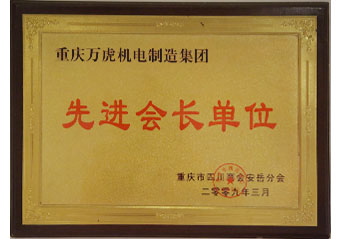 重庆万虎机电制造集团
先进会长单位
重庆市四川商会安岳分会
二零零九年三月